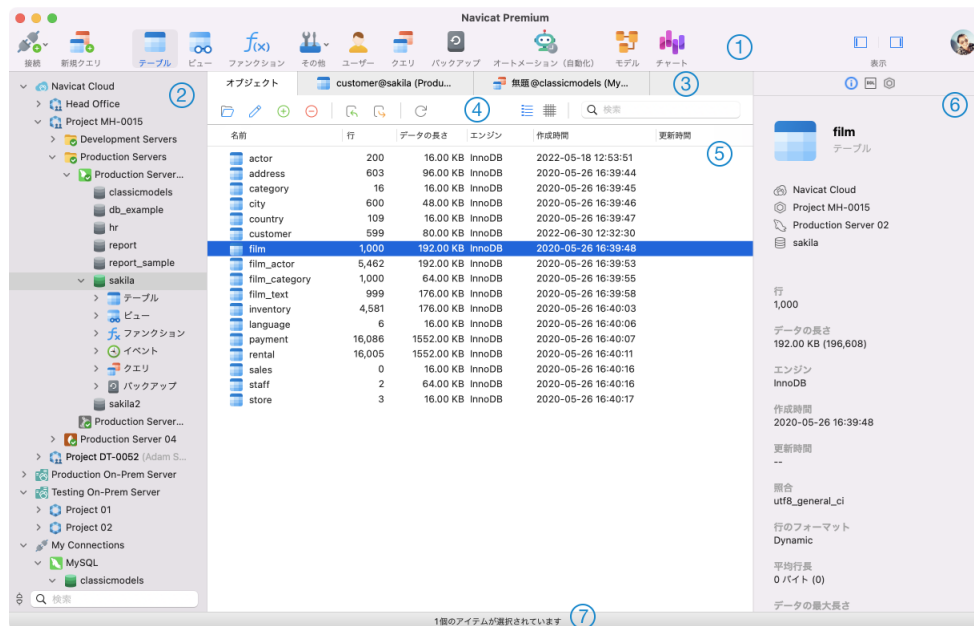 Navicat Premium
接続
新規クエリ
テーブル
ビュー
f(x)
ファンクション
その他
ユーザー
クエリ
バックアップ
オートメーション（自動化）
モデル
チャート
①
表示
Navicat Cloud
②
Head Office
Project MH-0015
Development Servers
Production Servers
Production Server...
classicmodels
db_example
hr
report
report_sample
sakila
テーブル
ビュー
fx ファンクション
イベント
クエリ
バックアップ
sakila2
Production Server...
Production Server 04
Project DT-0052 (Adam S...
Production On-Prem Server
Testing On-Prem Server
Project 01
Project 02
My Connections
MySQL
classicmodels
検索
オブジェクト
customer@sakila (Produ...
無題@classicmodels (My...
③
④
検索
名前 行 データの長さ エンジン 作成時間 更新時間
⑤
actor 200 16.00 KB InnoDB 2022-05-18 12:53:51
address 603 96.00 KB InnoDB 2020-05-26 16:39:44
category 16 16.00 KB InnoDB 2020-05-26 16:39:45
city 600 48.00 KB InnoDB 2020-05-26 16:39:46
country 109 16.00 KB InnoDB 2020-05-26 16:39:47
customer 599 80.00 KB InnoDB 2022-06-30 12:32:30
film 1,000 192.00 KB InnoDB 2020-05-26 16:39:48
film_actor 5,462 192.00 KB InnoDB 2020-05-26 16:39:53
film_category 1,000 64.00 KB InnoDB 2020-05-26 16:39:55
film_text 999 176.00 KB InnoDB 2020-05-26 16:39:58
inventory 4,581 176.00 KB InnoDB 2020-05-26 16:40:03
language 6 16.00 KB InnoDB 2020-05-26 16:40:06
payment 16,086 1552.00 KB InnoDB 2020-05-26 16:40:07
rental 16,005 1552.00 KB InnoDB 2020-05-26 16:40:11
sales 0 16.00 KB InnoDB 2020-05-26 16:40:16
staff 2 64.00 KB InnoDB 2020-05-26 16:40:16
store 3 16.00 KB InnoDB 2020-05-26 16:40:17
DDL
⑥
film
テーブル
Navicat Cloud
Project MH-0015
Production Server 02
sakila
行
1,000
データの長さ
192.00 KB (196,608)
エンジン
InnoDB
作成時間
2020-05-26 16:39:48
更新時間
--
照合
utf8_general_ci
行のフォーマット
Dynamic
平均行長
0 バイト (0)
データの最大長さ
1個のアイテムが選択されています
⑦